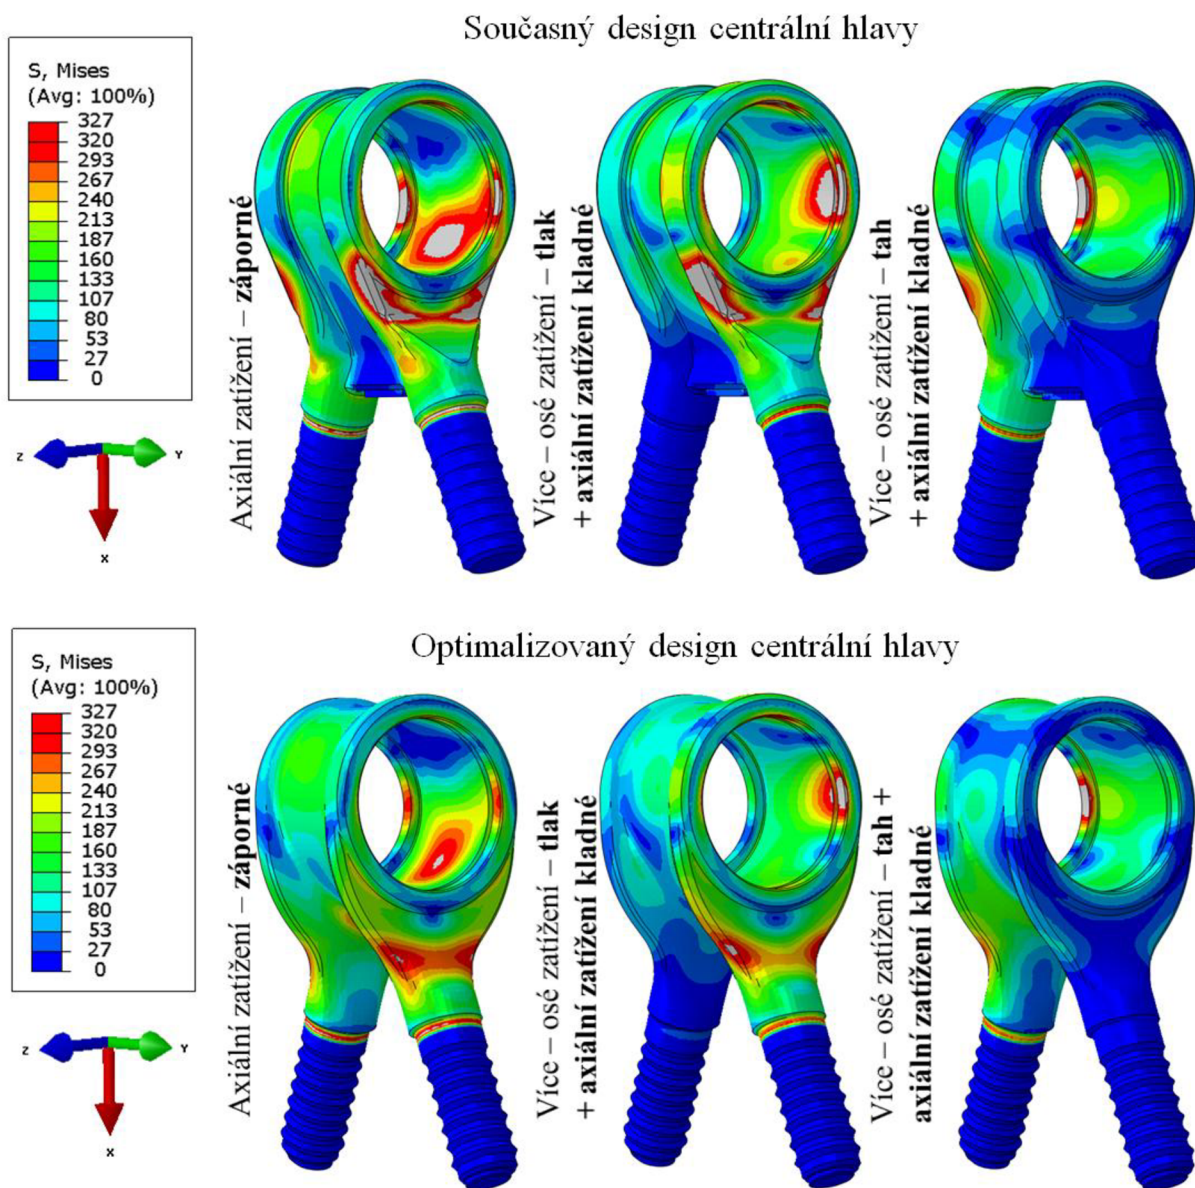 Současný design centrální hlavy
S, Mises
(Avg: 100%)
327
320
293
267
240
213
187
160
133
107
80
53
27
0
Z
Y
X
Axiální zatížení – záporné
Více – osé zatížení – tlak
+ axiální zatížení kladné
Více – osé zatížení – tah
+ axiální zatížení kladné
Optimalizovaný design centrální hlavy
S, Mises
(Avg: 100%)
327
320
293
267
240
213
187
160
133
107
80
53
27
0
Z
Y
X
Axiální zatížení – záporné
Více – osé zatížení – tlak
+ axiální zatížení kladné
Více – osé zatížení – tah +
axiální zatížení kladné